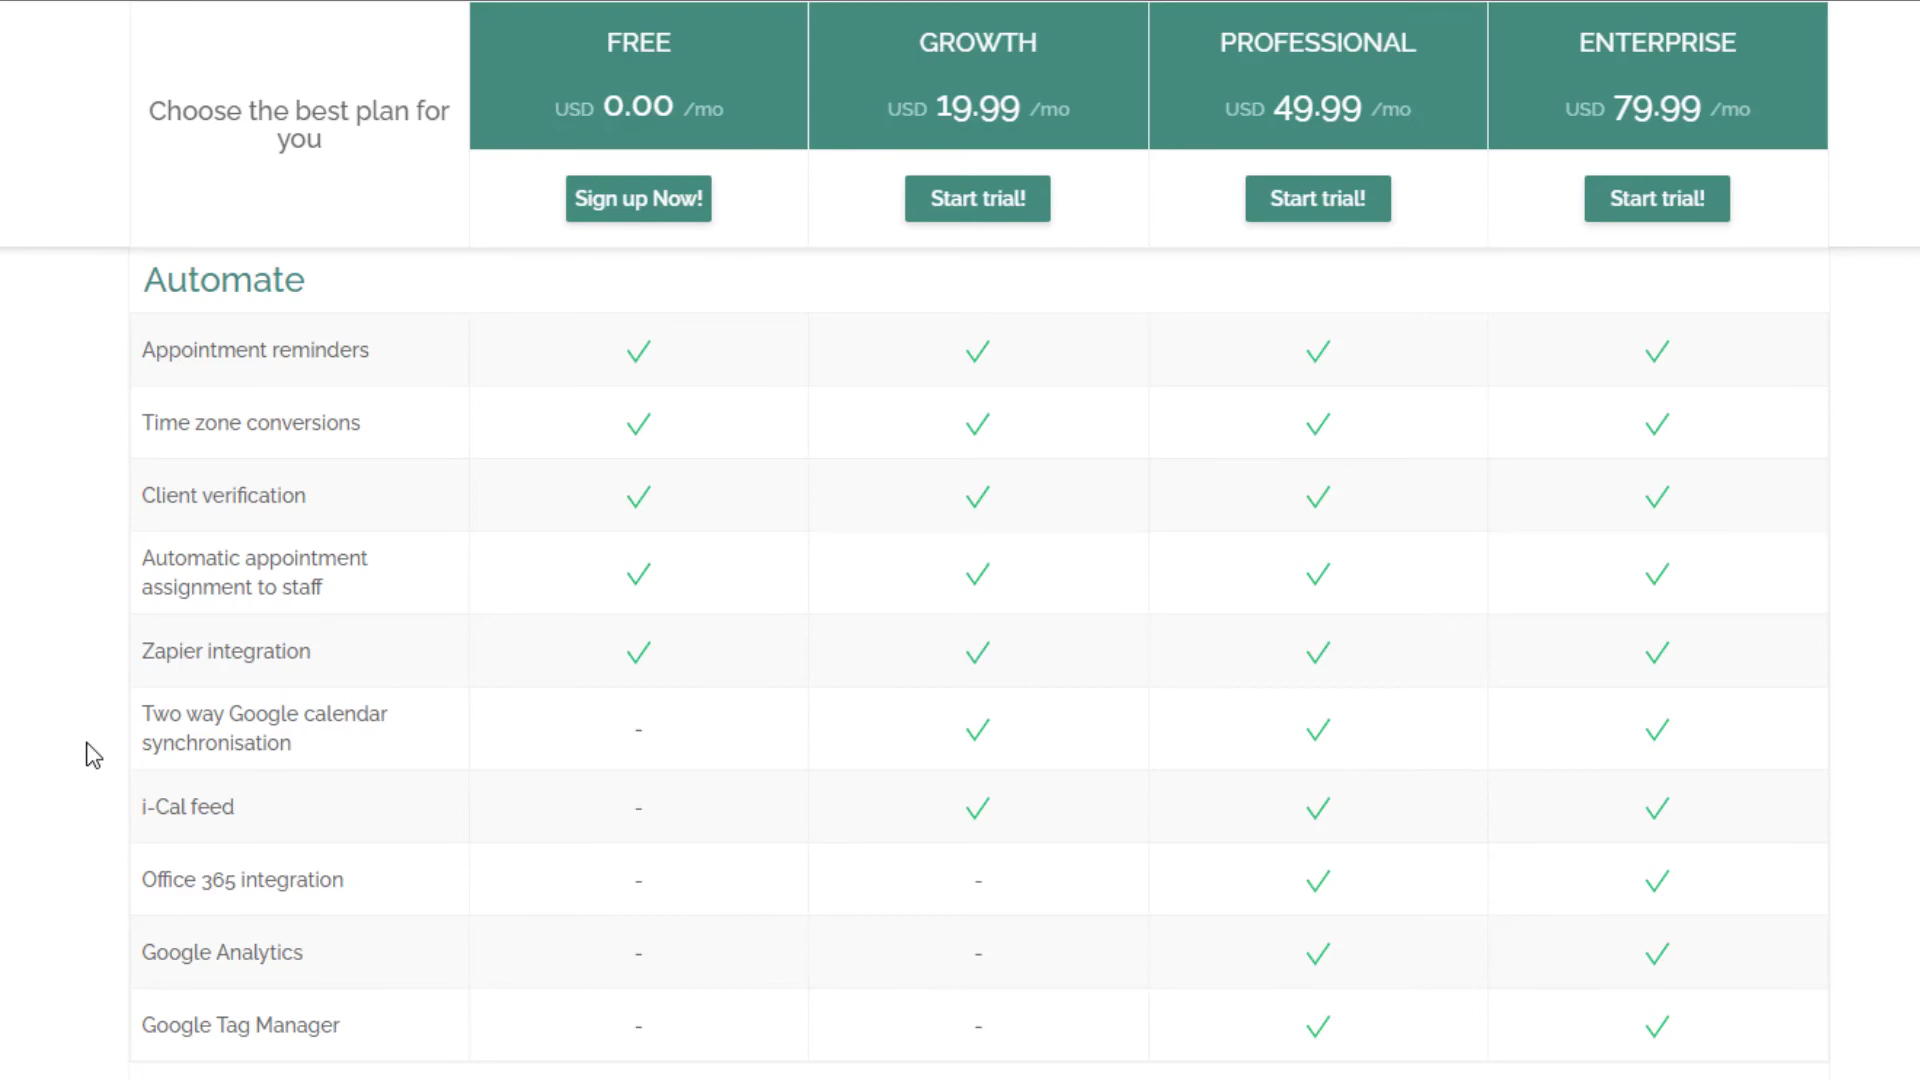 Choose the best plan for
you
FREE
USD 0.00 /mo
Sign up Now!
GROWTH
USD 19.99 /mo
Start trial!
PROFESSIONAL
USD 49.99 /mo
Start trial!
ENTERPRISE
USD 79.99 /mo
Start trial!
Automate
Appointment reminders
Time zone conversions
Client verification
Automatic appointment
assignment to staff
Zapier integration
Two way Google calendar
synchronisation
-
i-Cal feed
-
Office 365 integration
- -
Google Analytics
- -
Google Tag Manager
- -